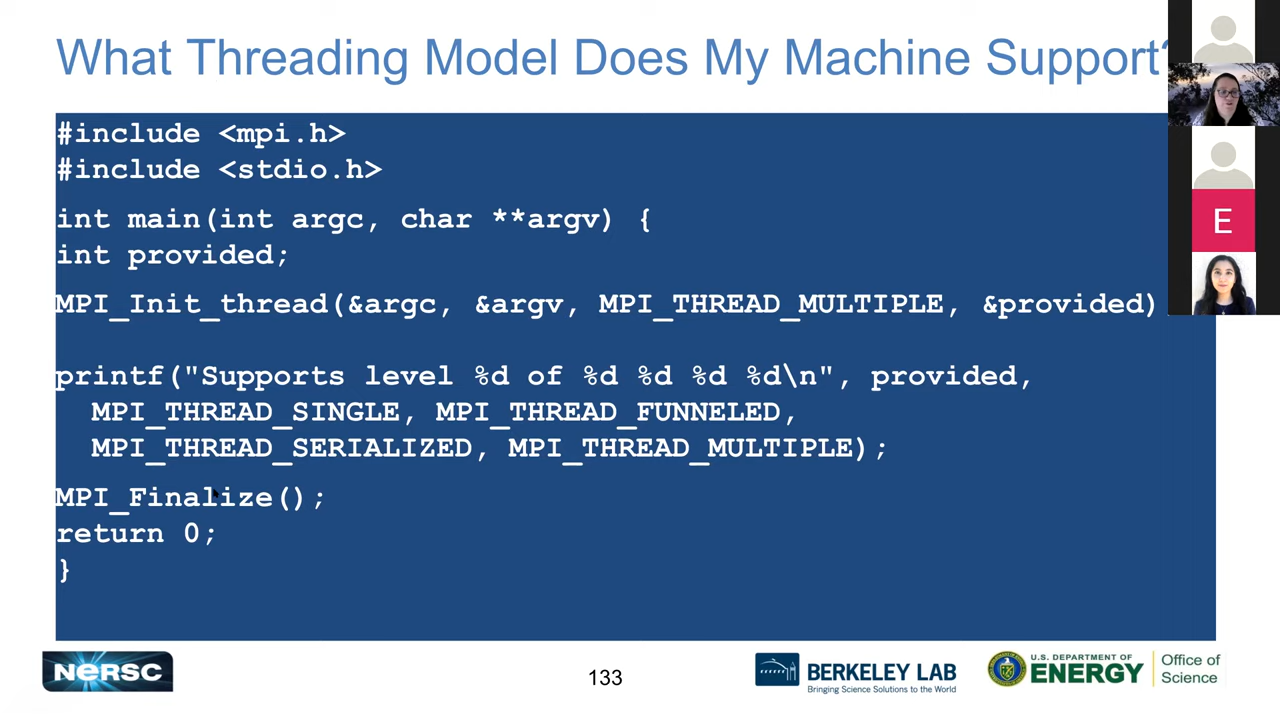 What Threading Model Does My Machine Support?
#include <mpi.h>
#include <stdio.h>
int main(int argc, char **argv) {
int provided;
MPI_Init_thread(&argc, &argv, MPI_THREAD_MULTIPLE, &provided)
printf("Supports level %d of %d %d %d %d\n", provided,
MPI_THREAD_SINGLE, MPI_THREAD_FUNNELED,
MPI_THREAD_SERIALIZED, MPI_THREAD_MULTIPLE);
MPI_Finalize();
return 0;
}
E
NERSC
133
BERKELEY LAB
Bringing Science Solutions to the World
U.S. DEPARTMENT OF
ENERGY
Office of
Science